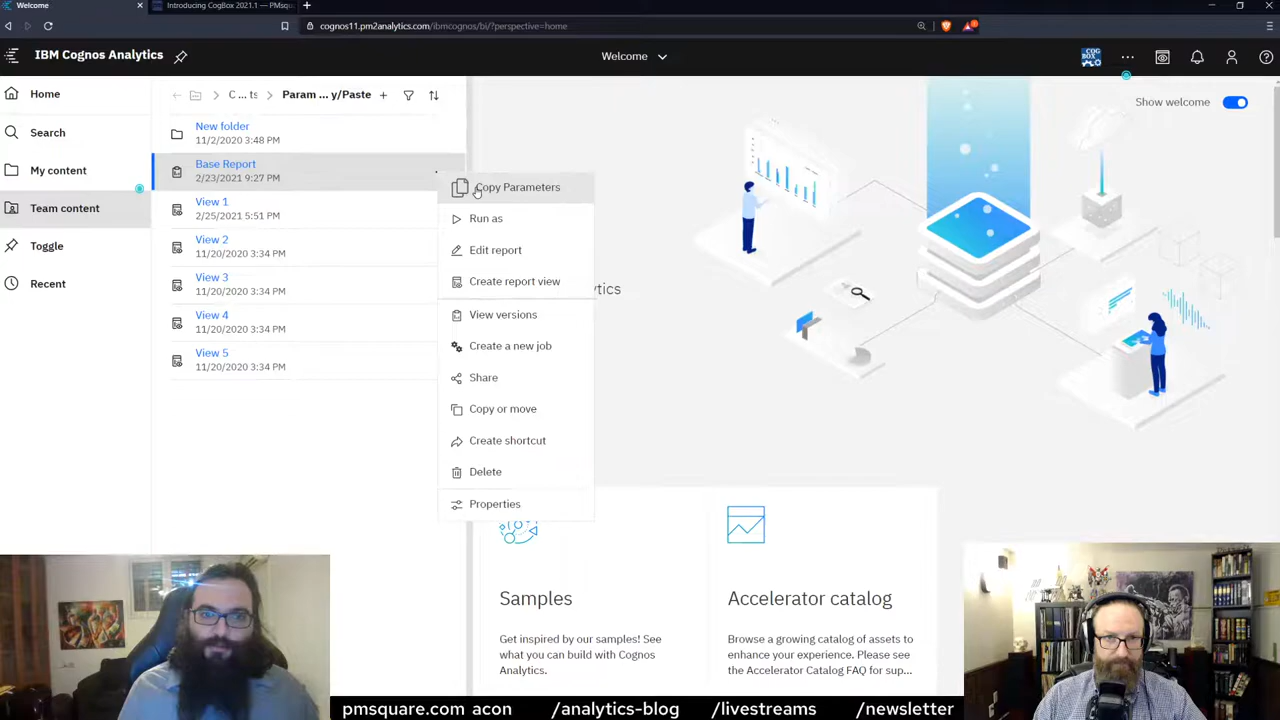 Welcome
Introducing CogBox 2021.1 — PMsqu
cognos11.pm2analytics.com/ibmcognos/bi/?perspective=home
IBM Cognos Analytics
Welcome
COG
BOX
Home
Search
My content
Team content
Toggle
Recent
C ... ts
Param ... y/Paste
New folder
11/2/2020 3:48 PM
Base Report
2/23/2021 9:27 PM
View 1
2/25/2021 5:51 PM
View 2
11/20/2020 3:34 PM
View 3
11/20/2020 3:34 PM
View 4
11/20/2020 3:34 PM
View 5
11/20/2020 3:34 PM
Copy Parameters
Run as
Edit report
Create report view
View versions
Create a new job
Share
Copy or move
Create shortcut
Delete
Properties
Show welcome
ytics
Samples
Get inspired by our samples! See
what you can build with Cognos
Analytics.
Accelerator catalog
Browse a growing catalog of assets to
enhance your experience. Please see
the Accelerator Catalog FAQ for sup...
pmsquare.com acon /analytics-blog /livestreams /newsletter